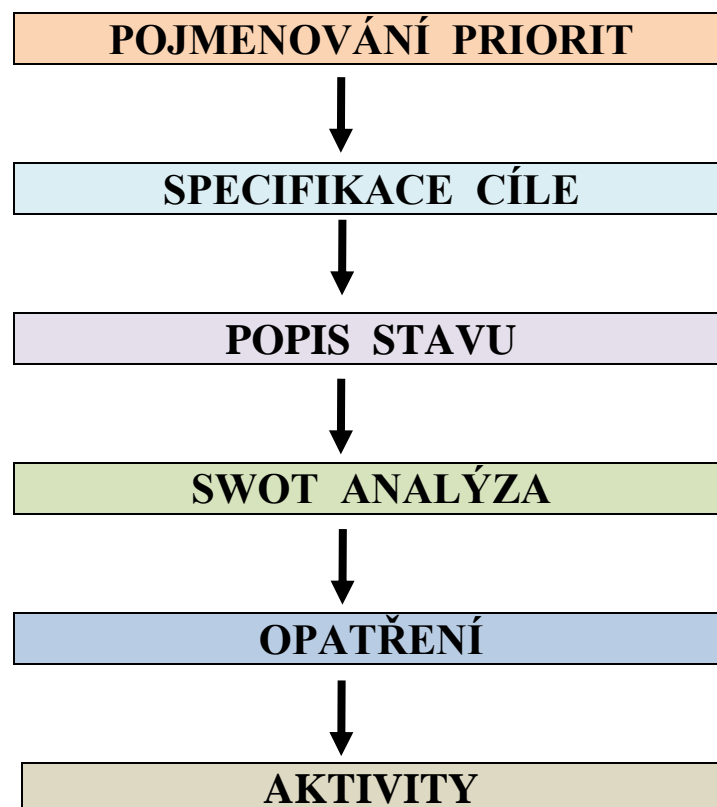 POJMENOVÁNÍ PRIORIT
SPECIFIKACE CÍLE
POPIS STAVU
SWOT ANALÝZA
OPATŘENÍ
AKTIVITY